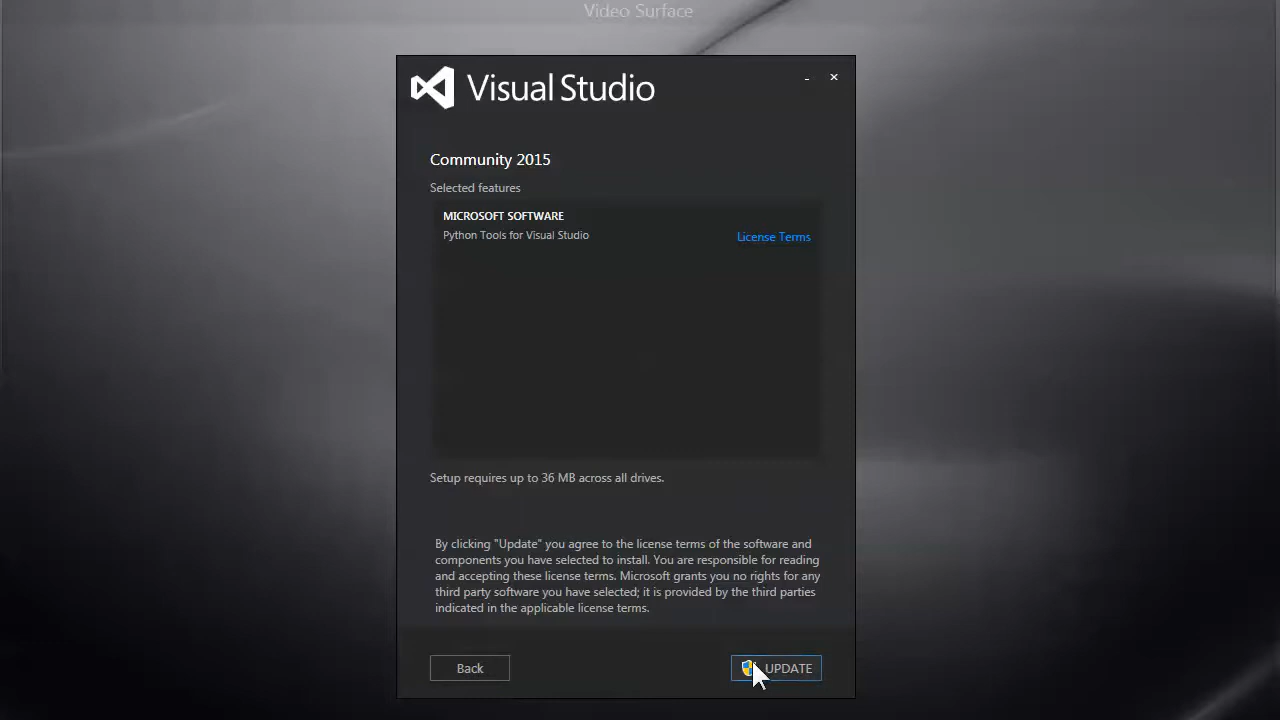 Video Surface
Visual Studio
Community 2015
Selected features
MICROSOFT SOFTWARE
Python Tools for Visual Studio
License Terms
Setup requires up to 36 MB across all drives.
By clicking "Update" you agree to the license terms of the software and
components you have selected to install. You are responsible for reading
and accepting these license terms. Microsoft grants you no rights for any
third party software you have selected; it is provided by the third parties
indicated in the applicable license terms.
Back
UPDATE